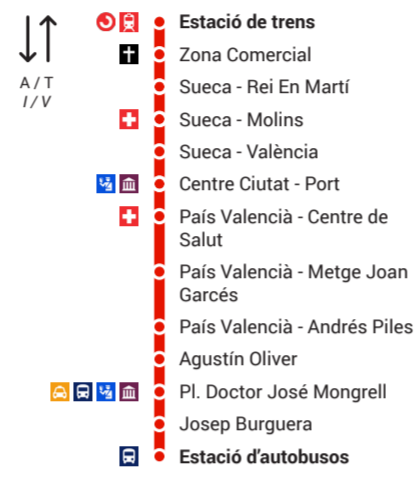 Estació de trens
Zona Comercial
A / T
I / V
Sueca - Rei En Martí
Sueca - Molins
Sueca - València
Centre Ciutat - Port
País Valencià - Centre de
Salut
País Valencià - Metge Joan
Garcés
País Valencià - Andrés Piles
Agustín Oliver
Pl. Doctor José Mongrell
Josep Burguera
Estació d'autobusos